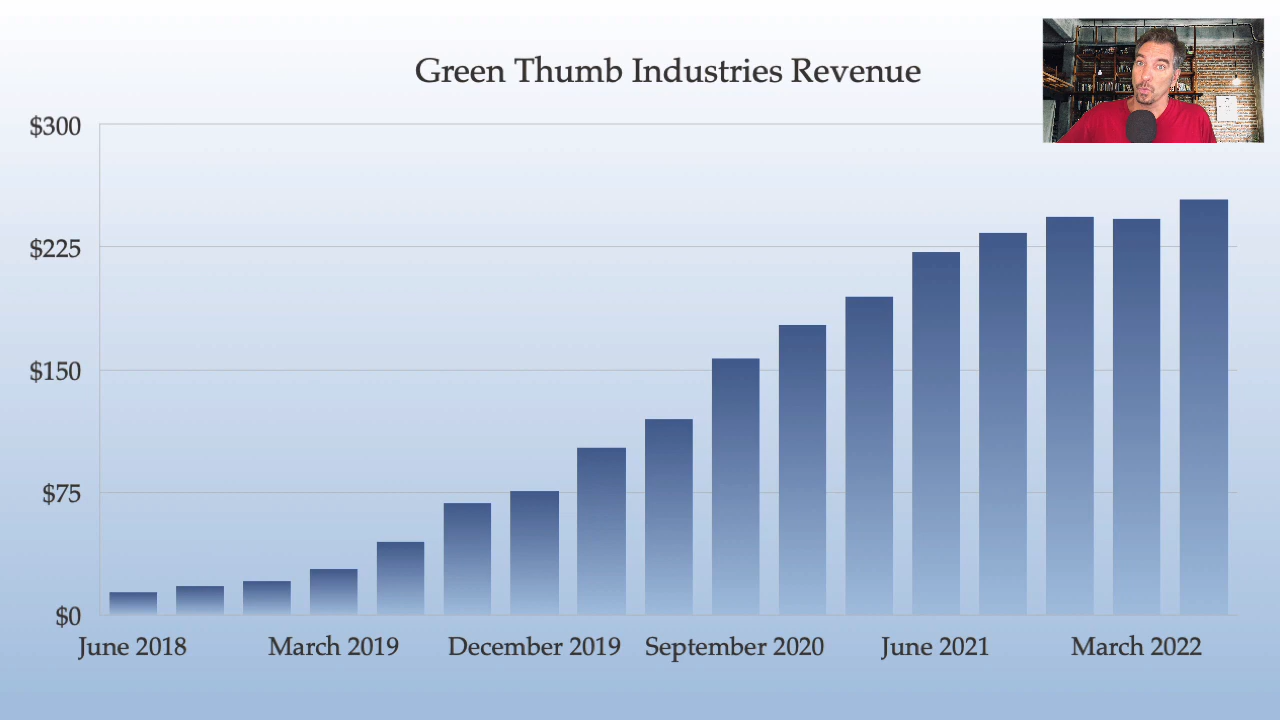 Green Thumb Industries Revenue
$300
$225
$150
$75
$0
June 2018
March 2019
December 2019
September 2020
June 2021
March 2022